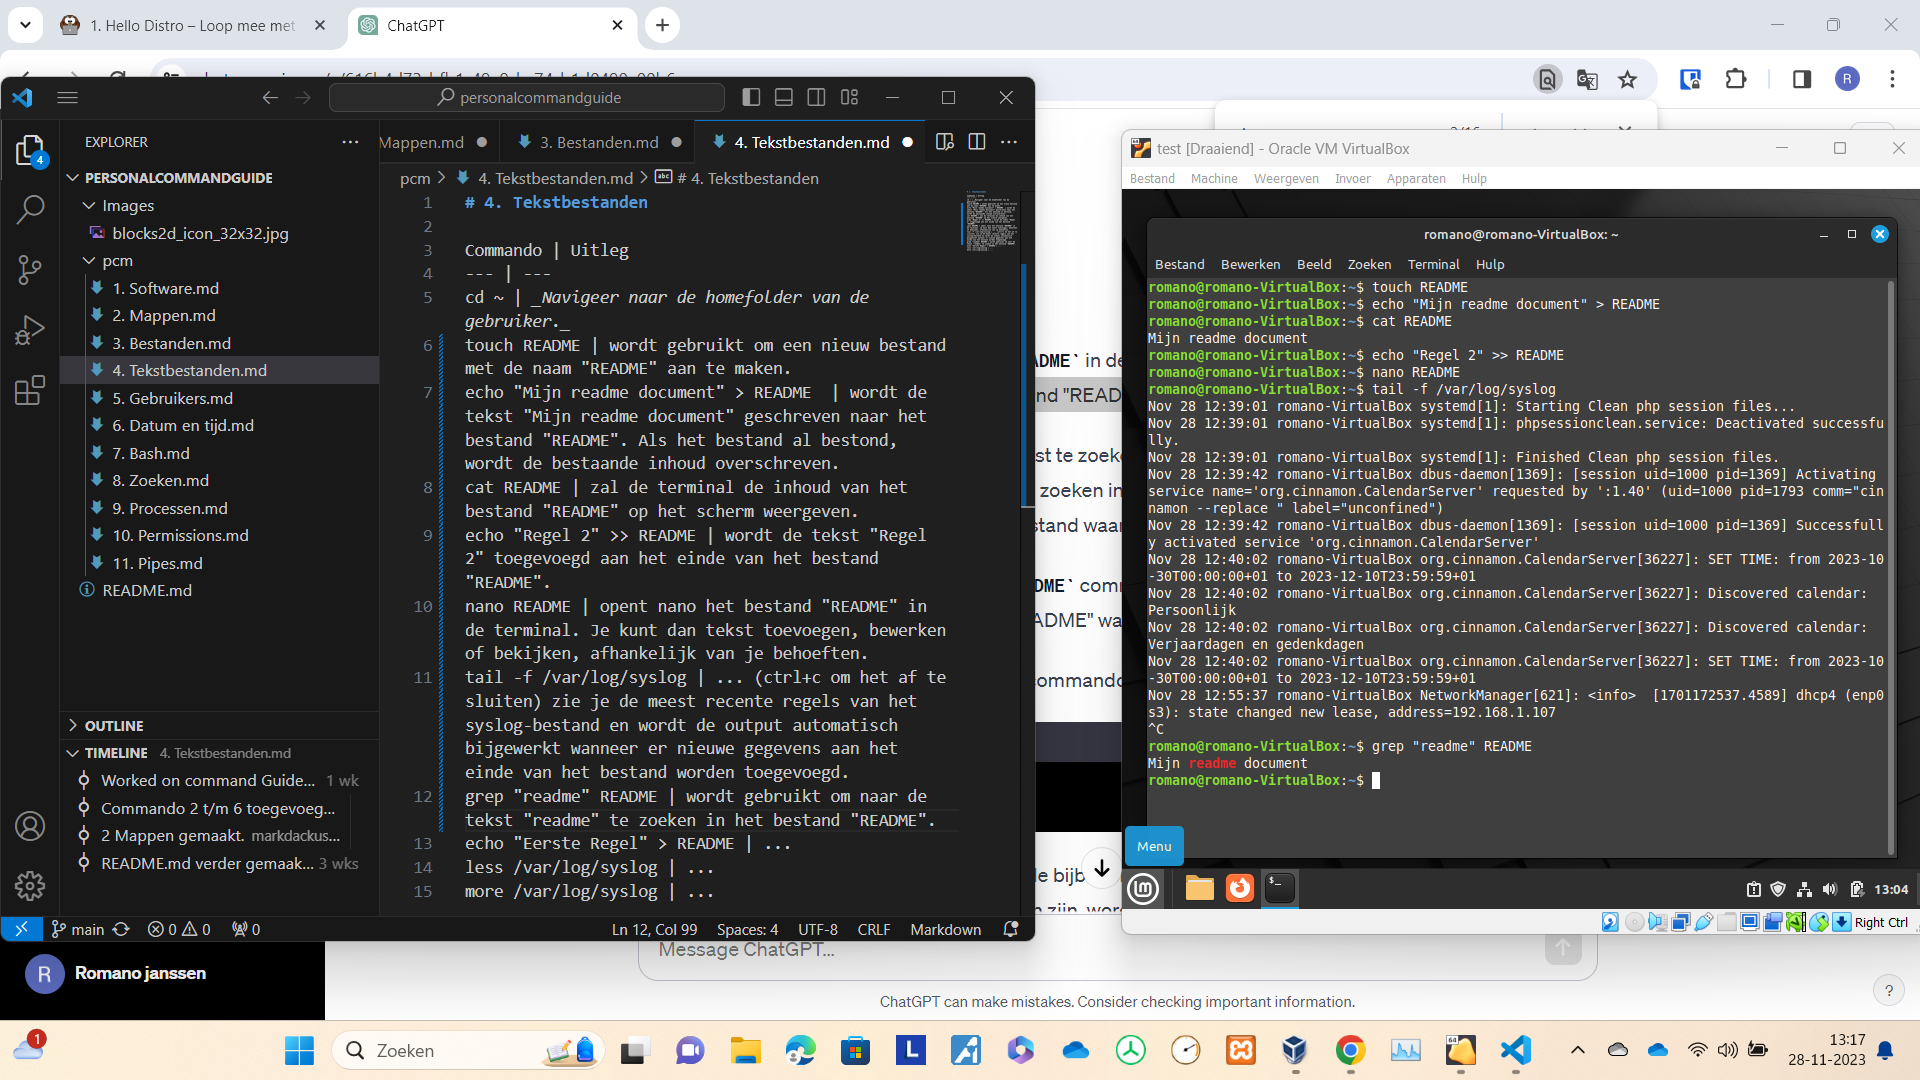 1. Hello Distro – Loop mee met
ChatGPT
R
personalcommandguide
4
EXPLORER
PERSONALCOMMANDGUIDE
Images
blocks2d_icon_32x32.jpg
pcm
1. Software.md
2. Mappen.md
3. Bestanden.md
4. Tekstbestanden.md
5. Gebruikers.md
6. Datum en tijd.md
7. Bash.md
8. Zoeken.md
9. Processen.md
10. Permissions.md
11. Pipes.md
README.md
OUTLINE
TIMELINE 4. Tekstbestanden.md
Worked on command Guide... 1 wk
Commando 2 t/m 6 toegevoeg...
2 Mappen gemaakt. markdackus...
README.md verder gemaak... 3 wks
Mappen.md
3. Bestanden.md
4. Tekstbestanden.md
pcm > 4. Tekstbestanden.md > # 4. Tekstbestanden
1 # 4. Tekstbestanden
2
3 Commando | Uitleg
4 --- | ---
5 cd ~ | _Navigeer naar de homefolder van de
gebruiker._
6 touch README | wordt gebruikt om een nieuw bestand
met de naam "README" aan te maken.
7 echo "Mijn readme document" > README  | wordt de
tekst "Mijn readme document" geschreven naar het
bestand "README". Als het bestand al bestond,
wordt de bestaande inhoud overschreven.
8 cat README | zal de terminal de inhoud van het
bestand "README" op het scherm weergeven.
9 echo "Regel 2" >> README | wordt de tekst "Regel
2" toegevoegd aan het einde van het bestand
"README".
10 nano README | opent nano het bestand "README" in
de terminal. Je kunt dan tekst toevoegen, bewerken
of bekijken, afhankelijk van je behoeften.
11 tail -f /var/log/syslog | ... (ctrl+c om het af te
sluiten) zie je de meest recente regels van het
syslog-bestand en wordt de output automatisch
bijgewerkt wanneer er nieuwe gegevens aan het
einde van het bestand worden toegevoegd.
12 grep "readme" README | wordt gebruikt om naar de
tekst "readme" te zoeken in het bestand "README".
13 echo "Eerste Regel" > README | ...
14 less /var/log/syslog | ...
15 more /var/log/syslog | ...
main
0 0
0
Ln 12, Col 99
Spaces: 4
UTF-8
CRLF
Markdown
in de
nd "READ
st te zoek
zoeken in
stand waar
DME` comm
ADME" wa
ommando
le bijb
test [Draaiend] - Oracle VM VirtualBox
Bestand Machine Weergeven Invoer Apparaten Hulp
romano@romano-VirtualBox: ~
Bestand Bewerken Beeld Zoeken Terminal Hulp
romano@romano-VirtualBox:~$ touch README
romano@romano-VirtualBox:~$ echo "Mijn readme document" > README
romano@romano-VirtualBox:~$ cat README
Mijn readme document
romano@romano-VirtualBox:~$ echo "Regel 2" >> README
romano@romano-VirtualBox:~$ nano README
romano@romano-VirtualBox:~$ tail -f /var/log/syslog
Nov 28 12:39:01 romano-VirtualBox systemd[1]: Starting Clean php session files...
Nov 28 12:39:01 romano-VirtualBox systemd[1]: phpsessionclean.service: Deactivated successfu
lly.
Nov 28 12:39:01 romano-VirtualBox systemd[1]: Finished Clean php session files.
Nov 28 12:39:42 romano-VirtualBox dbus-daemon[1369]: [session uid=1000 pid=1369] Activating
service name='org.cinnamon.CalendarServer' requested by ':1.40' (uid=1000 pid=1793 comm="cin
namon --replace " label="unconfined")
Nov 28 12:39:42 romano-VirtualBox dbus-daemon[1369]: [session uid=1000 pid=1369] Successfull
y activated service 'org.cinnamon.CalendarServer'
Nov 28 12:40:02 romano-VirtualBox org.cinnamon.CalendarServer[36227]: SET TIME: from 2023-10
-30T00:00:00+01 to 2023-12-10T23:59:59+01
Nov 28 12:40:02 romano-VirtualBox org.cinnamon.CalendarServer[36227]: Discovered calendar:
Persoonlijk
Nov 28 12:40:02 romano-VirtualBox org.cinnamon.CalendarServer[36227]: Discovered calendar:
Verjaardagen en gedenkdagen
Nov 28 12:40:02 romano-VirtualBox org.cinnamon.CalendarServer[36227]: SET TIME: from 2023-10
-30T00:00:00+01 to 2023-12-10T23:59:59+01
Nov 28 12:55:37 romano-VirtualBox NetworkManager[621]: <info>  [1701172537.4589] dhcp4 (enp0
s3): state changed new lease, address=192.168.1.107
^C
romano@romano-VirtualBox:~$ grep "readme" README
Mijn readme document
romano@romano-VirtualBox:~$
Menu
13:04
Right Ctrl
R Romano janssen
Message ChatGPT...
ChatGPT can make mistakes. Consider checking important information.
?
1
Zoeken
L
64
13:17
28-11-2023